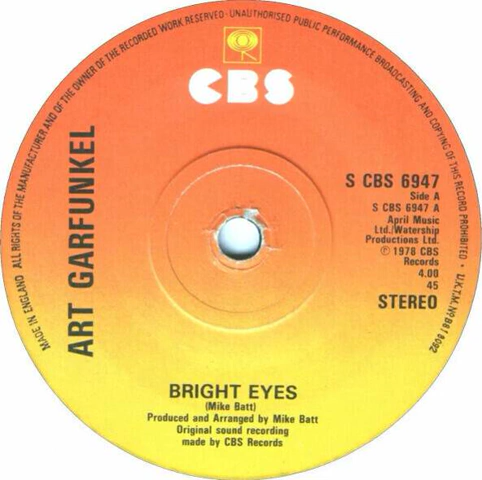 ALL RIGHTS OF THE MANUFACTURER AND OF THE OWNER OF THE RECORDED WORK RESERVED · UNAUTHORISED PUBLIC PERFORMANCE BROADCASTING AND COPYING OF THIS RECORD PROHIBITED • U.K.T.M. Nº B818092
MADE IN ENGLAND
CBS
ART GARFUNKEL
S CBS 6947
Side A
S CBS 6947 A
April Music
Ltd./Watership
Productions Ltd.
℗ 1978 CBS
Records
4.00
45
STEREO
BRIGHT EYES
(Mike Batt)
Produced and Arranged by Mike Batt
Original sound recording
made by CBS Records